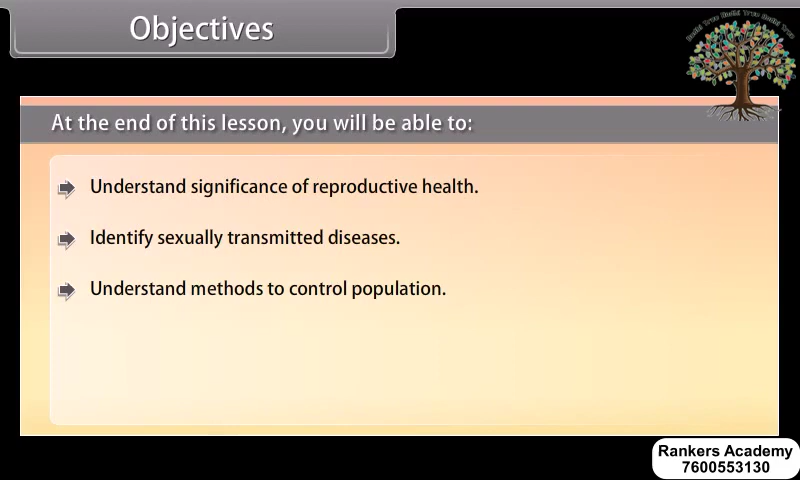 Objectives
At the end of this lesson, you will be able to:
Understand significance of reproductive health.
Identify sexually transmitted diseases.
Understand methods to control population.
Rankers Academy
7600553130